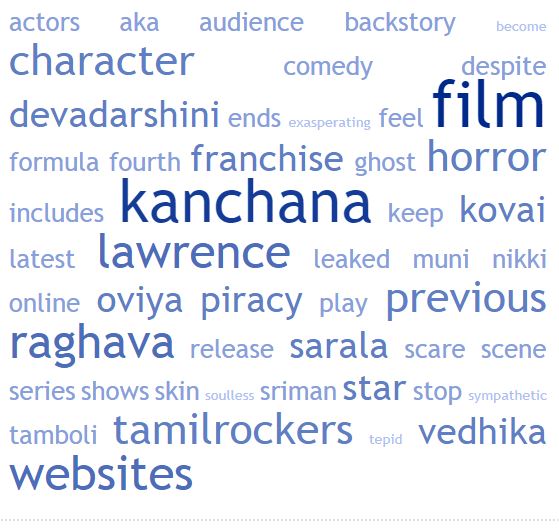 actors aka audience backstory become
character comedy despite
devadarshini ends exasperating feel film
formula fourth franchise ghost horror
includes kanchana keep kovai
latest lawrence leaked muni nikki
online oviya piracy play previous
raghava release sarala scare scene
series shows skin soulless sriman star stop sympathetic
tamboli tamilrockers tepid vedhika
websites